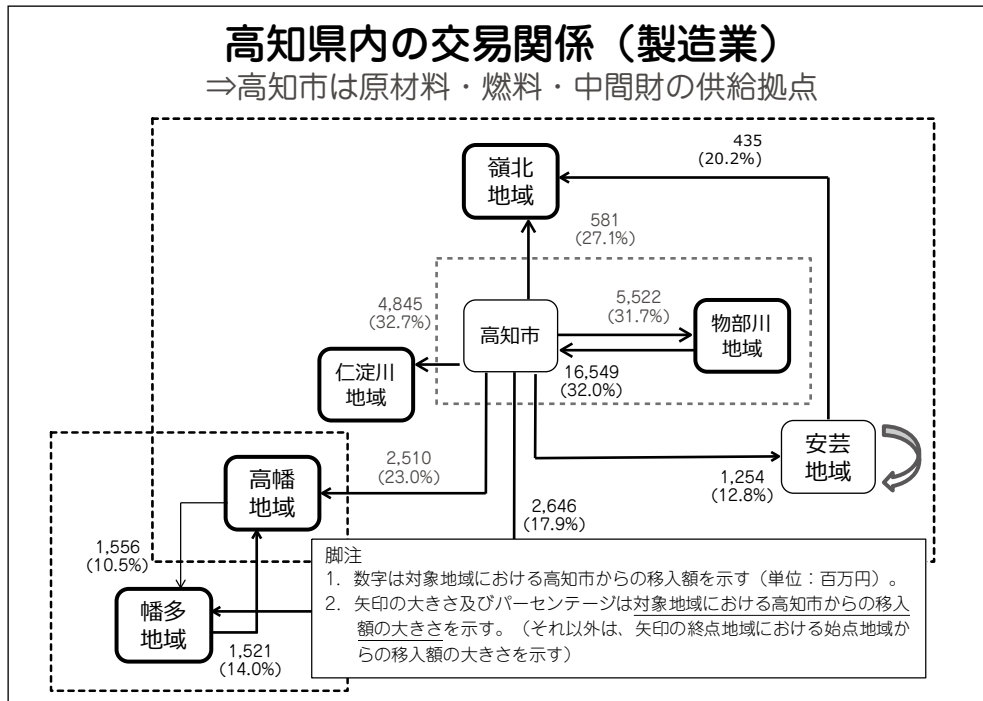 高知県内の交易関係（製造業）
⇒高知市は原材料・燃料・中間財の供給拠点
435
(20.2%)
嶺北
地域
581
(27.1%)
4,845
(32.7%)
高知市
5,522
(31.7%)
物部川
地域
16,549
(32.0%)
仁淀川
地域
安芸
地域
1,254
(12.8%)
2,510
(23.0%)
高幡
地域
2,646
(17.9%)
1,556
(10.5%)
幡多
地域
1,521
(14.0%)
脚注
1. 数字は対象地域における高知市からの移入額を示す（単位：百万円）。
2. 矢印の大きさ及びパーセンテージは対象地域における高知市からの移入
額の大きさを示す。（それ以外は、矢印の終点地域における始点地域か
らの移入額の大きさを示す）